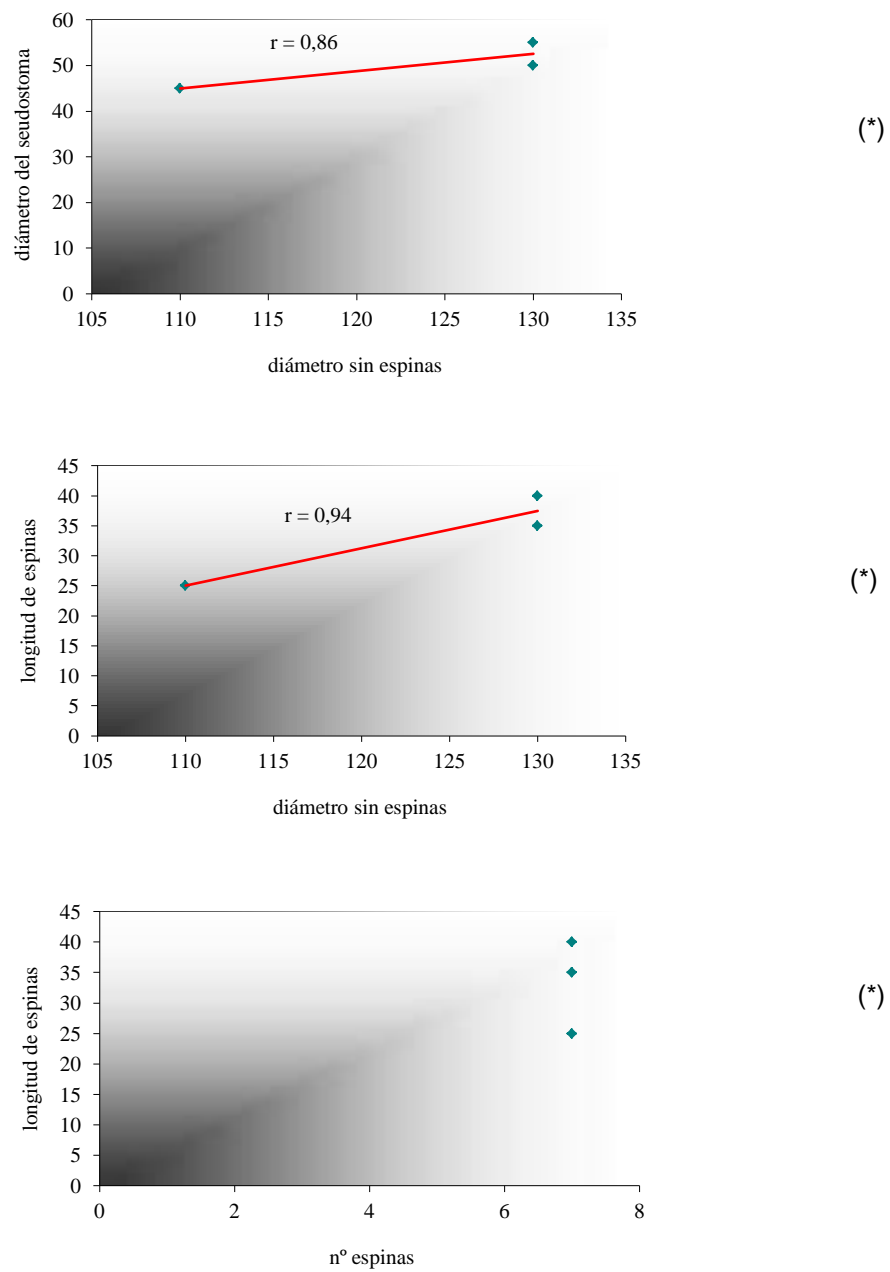 60
50
40
30
20
10
0
diámetro del seudostoma
r = 0,86
(*)
105 110 115 120 125 130 135
diámetro sin espinas
45
40
35
30
25
20
15
10
5
0
longitud de espinas
r = 0,94
(*)
105 110 115 120 125 130 135
diámetro sin espinas
45
40
35
30
25
20
15
10
5
0
longitud de espinas
(*)
0 2 4 6 8
nº espinas